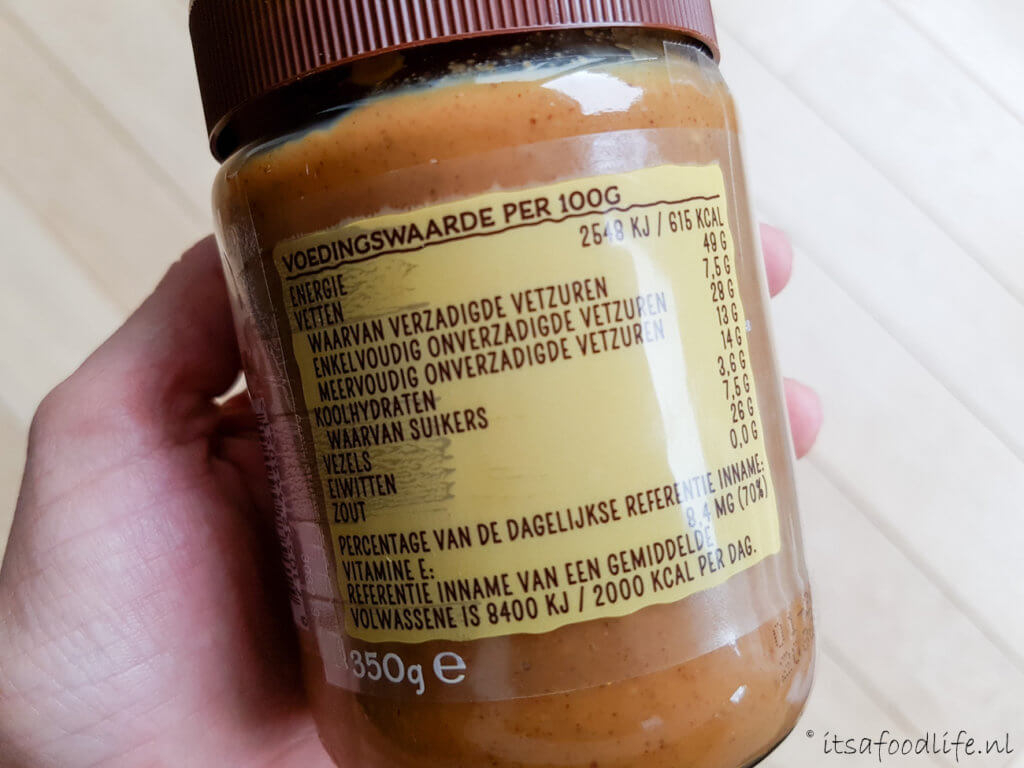 VOEDINGSWAARDE PER 100G
ENERGIE 2548 KJ / 615 KCAL
VETTEN 49 G
WAARVAN VERZADIGDE VETZUREN 7,5 G
ENKELVOUDIG ONVERZADIGDE VETZUREN 28 G
MEERVOUDIG ONVERZADIGDE VETZUREN 13 G
KOOLHYDRATEN 14 G
WAARVAN SUIKERS 3,6 G
VEZELS 7,5 G
EIWITTEN 26 G
ZOUT 0,0 G
PERCENTAGE VAN DE DAGELIJKSE REFERENTIE INNAME:
VITAMINE E: 8,4 MG (70%)
REFERENTIE INNAME VAN EEN GEMIDDELDE
VOLWASSENE IS 8400 KJ / 2000 KCAL PER DAG.
350g e
© itsafoodlife.nl